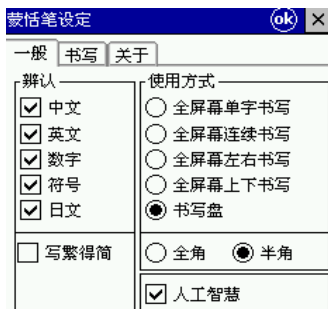 蒙恬笔设定 ok
一般 书写 关于
辨认
中文
英文
数字
符号
日文
写繁得简
使用方式
全屏幕单字书写
全屏幕连续书写
全屏幕左右书写
全屏幕上下书写
书写盘
全角 半角
人工智慧